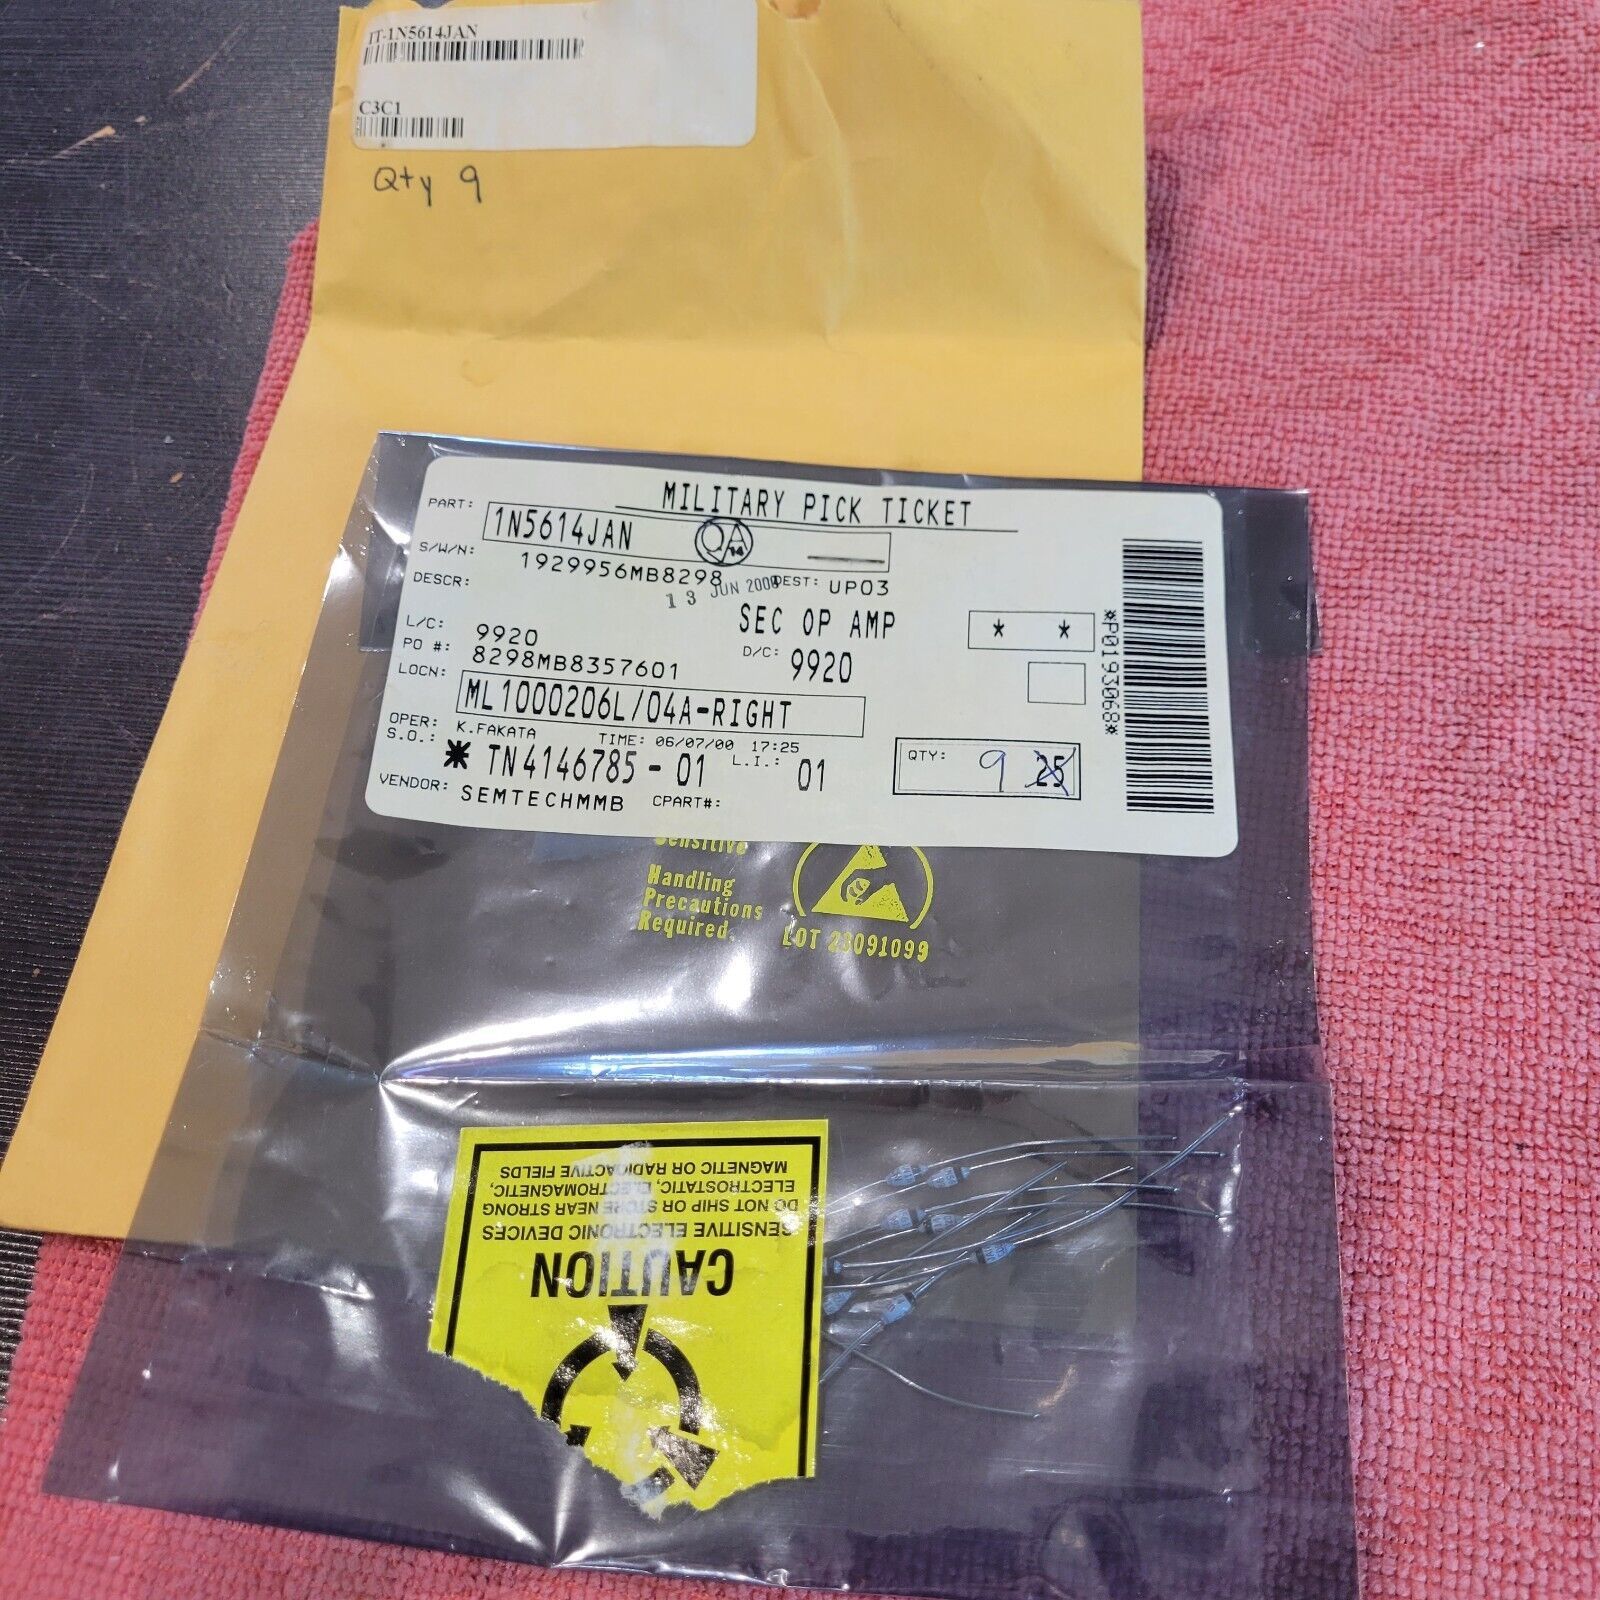 IT-1N5614JAN
C3C1
Qty 9
MILITARY PICK TICKET
PART: 1N5614JAN QA 14
S/W/N: 1929956MB8298 DEST: UP03
13 JUN 2000
DESCR: SEC OP AMP
L/C: 9920 D/C: 9920 * *
PO #: 8298MB8357601
LOCN: ML1000206L/04A-RIGHT
OPER: K.FAKATA TIME: 06/07/00 17:25
S.O.: * TN4146785-01 L.I.: 01
QTY: 9 25
VENDOR: SEMTECHMMB CPART#:
*P0193068*
Sensitive
Handling
Precautions
Required.
LOT 23091099
CAUTION
SENSITIVE ELECTRONIC DEVICES
DO NOT SHIP OR STORE NEAR STRONG
ELECTROSTATIC, ELECTROMAGNETIC,
MAGNETIC OR RADIOACTIVE FIELDS